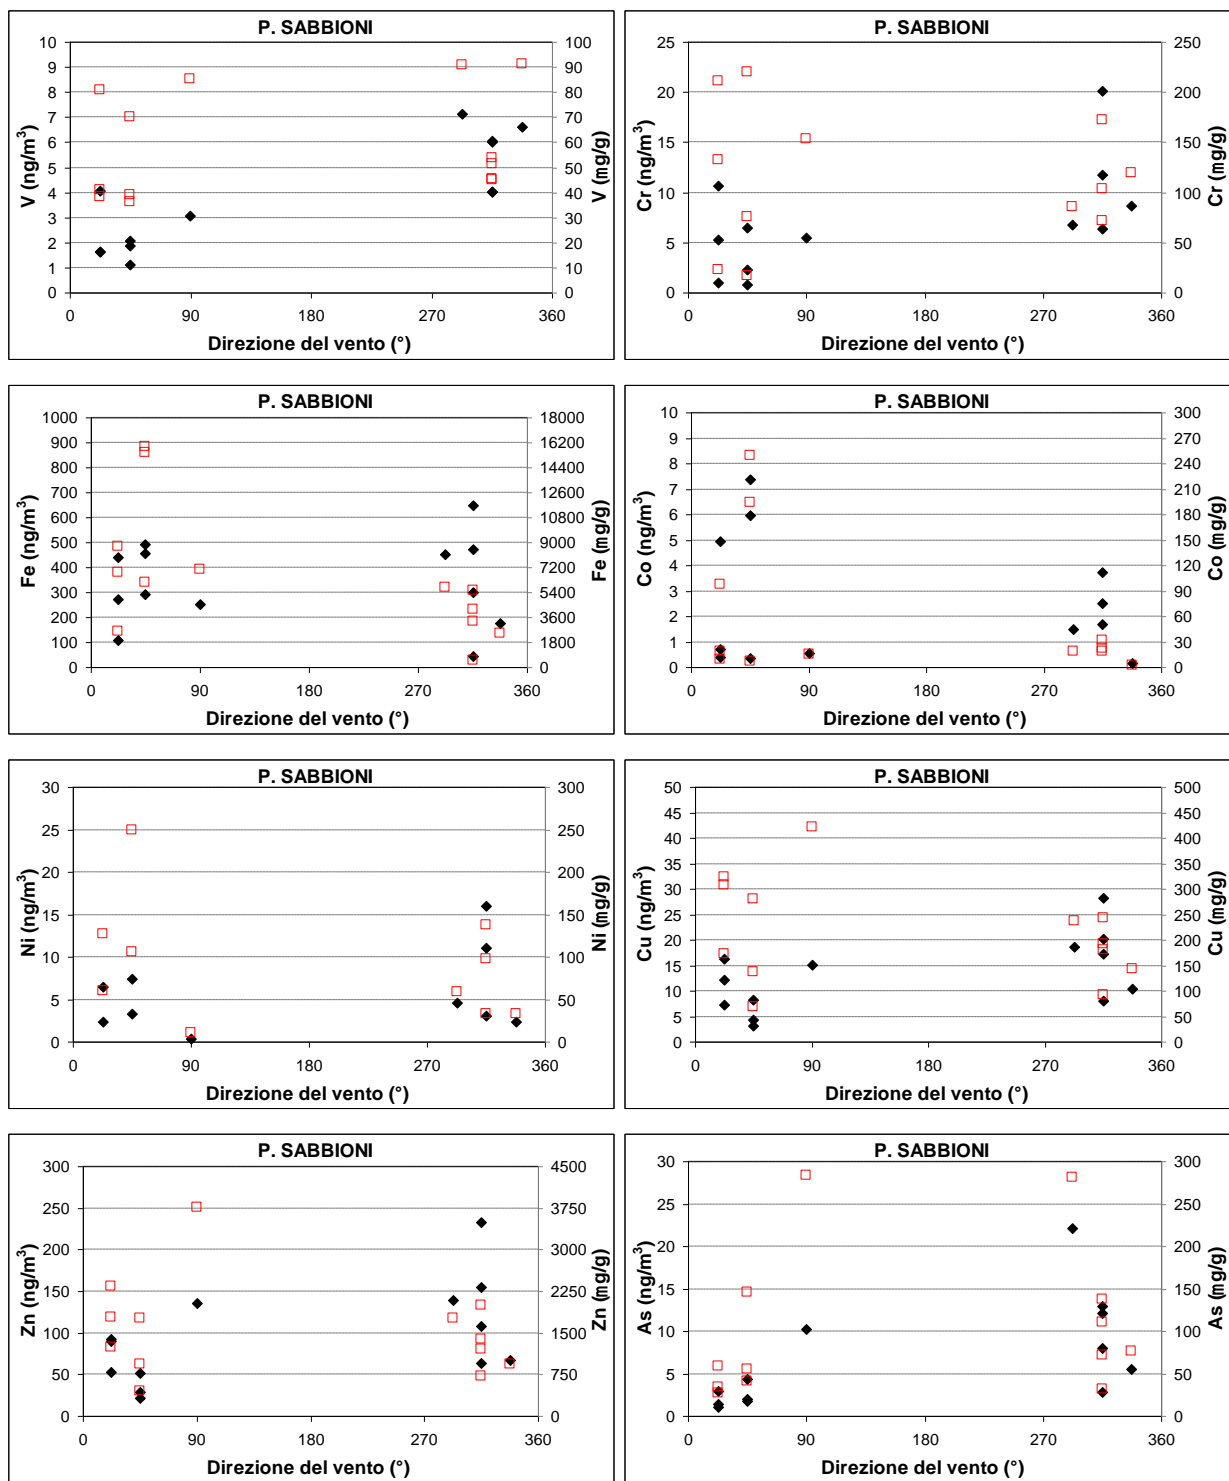 P. SABBIONI
10 9 8 7 6 5 4 3 2 1 0
V (ng/m³)
100 90 80 70 60 50 40 30 20 10 0
V (mg/g)
0 90 180 270 360
Direzione del vento (°)
P. SABBIONI
25 20 15 10 5 0
Cr (ng/m³)
250 200 150 100 50 0
Cr (mg/g)
0 90 180 270 360
Direzione del vento (°)
P. SABBIONI
1000 900 800 700 600 500 400 300 200 100 0
Fe (ng/m³)
18000 16200 14400 12600 10800 9000 7200 5400 3600 1800 0
Fe (mg/g)
0 90 180 270 360
Direzione del vento (°)
P. SABBIONI
10 9 8 7 6 5 4 3 2 1 0
Co (ng/m³)
300 270 240 210 180 150 120 90 60 30 0
Co (mg/g)
0 90 180 270 360
Direzione del vento (°)
P. SABBIONI
30 25 20 15 10 5 0
Ni (ng/m³)
300 250 200 150 100 50 0
Ni (mg/g)
0 90 180 270 360
Direzione del vento (°)
P. SABBIONI
50 45 40 35 30 25 20 15 10 5 0
Cu (ng/m³)
500 450 400 350 300 250 200 150 100 50 0
Cu (mg/g)
0 90 180 270 360
Direzione del vento (°)
P. SABBIONI
300 250 200 150 100 50 0
Zn (ng/m³)
4500 3750 3000 2250 1500 750 0
Zn (mg/g)
0 90 180 270 360
Direzione del vento (°)
P. SABBIONI
30 25 20 15 10 5 0
As (ng/m³)
300 250 200 150 100 50 0
As (mg/g)
0 90 180 270 360
Direzione del vento (°)